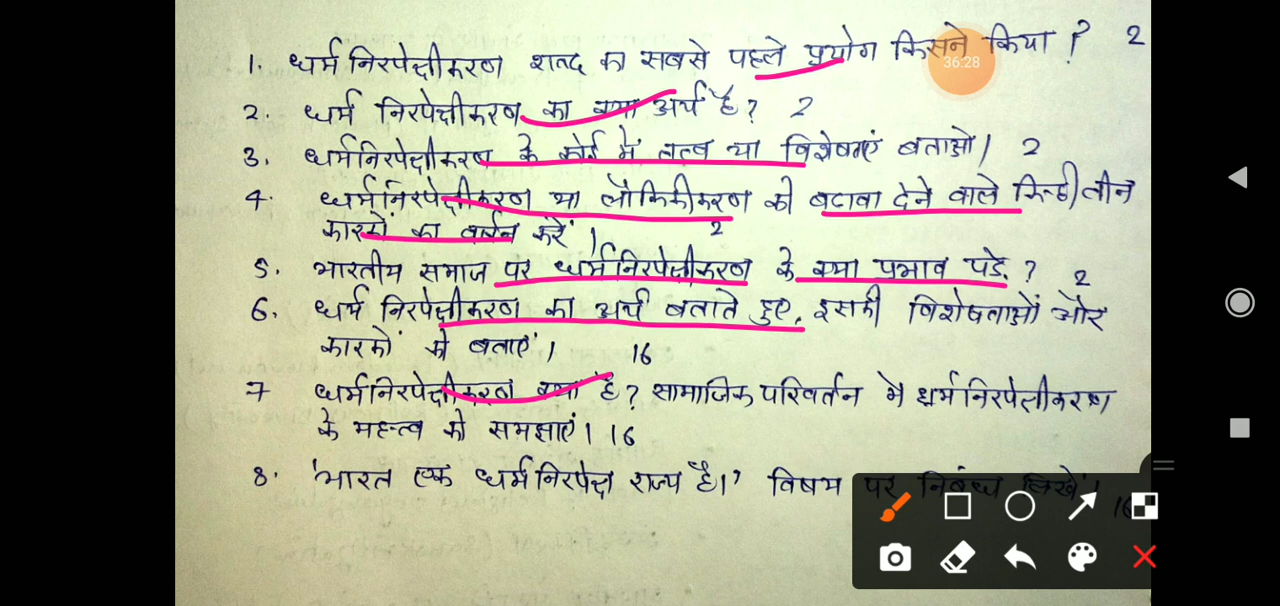 1. धर्मनिरपेक्षीकरण शब्द का सबसे पहले प्रयोग किसने किया? 2
36:28
2. धर्म निरपेक्षीकरण का क्या अर्थ है? 2
3. धर्मनिरपेक्षीकरण के कोई में तत्व या विशेषताएं बताओ। 2
4. धर्मनिरपेक्षीकरण या लौकिकीकरण को बढावा देने वाले किन्ही तीन
कारकों का वर्णन करें। 2
5. भारतीय समाज पर धर्मनिरपेक्षीकरण के क्या प्रभाव पडे.? 2
6. धर्म निरपेक्षीकरण का अर्थ बताते हुए, इसकी विशेषताओं और
कारकों को बताएं। 16
7 धर्मनिरपेक्षीकरण क्या है? सामाजिक परिवर्तन में धर्मनिरपेक्षीकरण
के महत्व को समझाएं। 16
8. 'भारत एक धर्मनिरपेक्ष राज्य है।' विषय पर निबंध लिखें। 16